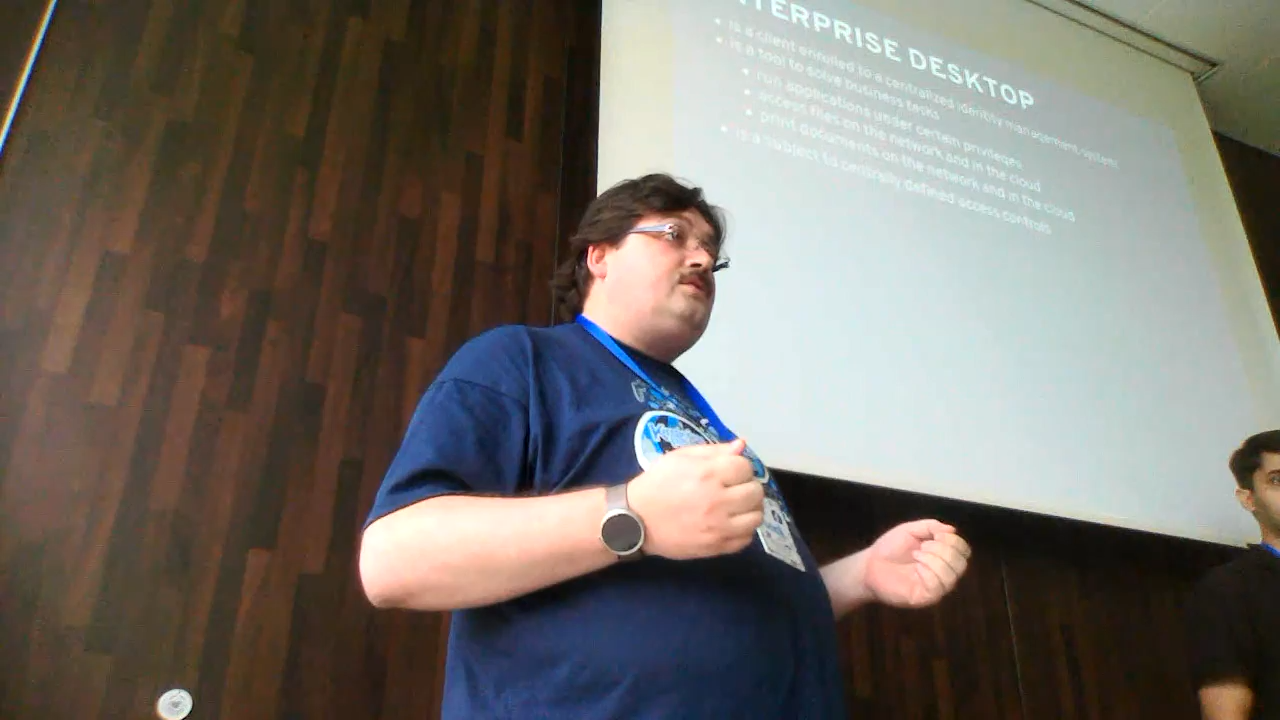 NTERPRISE DESKTOP
• is a client enrolled to a centralized identity management system
• is a tool to solve business tasks
• run applications under certain privileges
• access files on the network and in the cloud
• print documents on the network and in the cloud
• is a subject to centrally defined access controls